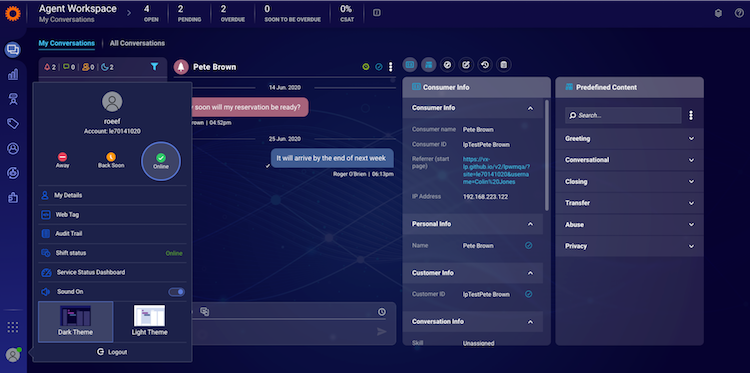 Agent Workspace
My Conversations
4
OPEN
2
PENDING
2
OVERDUE
0
SOON TO BE OVERDUE
0%
CSAT
My Conversations
All Conversations
2
0
0
2
Pete Brown
14 Jun. 2020
soon will my reservation be ready?
rown | 04:52pm
25 Jun. 2020
It will arrive by the end of next week
Roger O'Brien | 06:13pm
roeef
Account: le70141020
Away
Back Soon
Online
My Details
Web Tag
Audit Trail
Shift status
Online
Service Status Dashboard
Sound On
Dark Theme
Light Theme
Logout
Consumer Info
Consumer Info
Consumer name
Pete Brown
Consumer ID
lpTestPete Brown
Referrer (start
page)
https://rx-
lp.github.io/v2/lpwmqa/?
site=le70141020&userna
me=Colin%20Jones
IP Address
192.168.223.122
Personal Info
Name
Pete Brown
Customer Info
Customer ID
lpTestPete Brown
Conversation Info
Skill
Unassigned
Predefined Content
Search...
Greeting
Conversational
Closing
Transfer
Abuse
Privacy